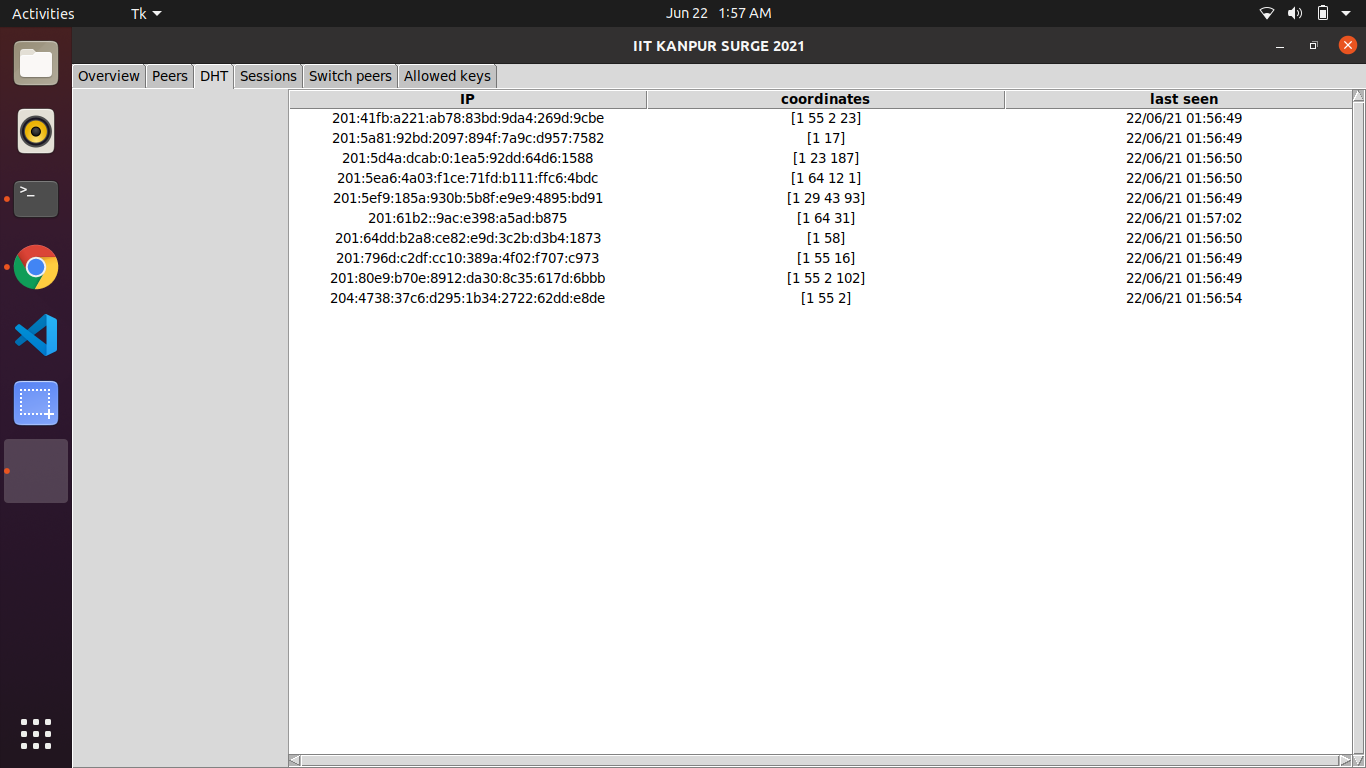 Activities Tk Jun 22 1:57 AM
IIT KANPUR SURGE 2021
Overview Peers DHT Sessions Switch peers Allowed keys
IP coordinates last seen
201:41fb:a221:ab78:83bd:9da4:269d:9cbe [1 55 2 23] 22/06/21 01:56:49
201:5a81:92bd:2097:894f:7a9c:d957:7582 [1 17] 22/06/21 01:56:49
201:5d4a:dcab:0:1ea5:92dd:64d6:1588 [1 23 187] 22/06/21 01:56:50
201:5ea6:4a03:f1ce:71fd:b111:ffc6:4bdc [1 64 12 1] 22/06/21 01:56:50
201:5ef9:185a:930b:5b8f:e9e9:4895:bd91 [1 29 43 93] 22/06/21 01:56:49
201:61b2::9ac:e398:a5ad:b875 [1 64 31] 22/06/21 01:57:02
201:64dd:b2a8:ce82:e9d:3c2b:d3b4:1873 [1 58] 22/06/21 01:56:50
201:796d:c2df:cc10:389a:4f02:f707:c973 [1 55 16] 22/06/21 01:56:49
201:80e9:b70e:8912:da30:8c35:617d:6bbb [1 55 2 102] 22/06/21 01:56:49
204:4738:37c6:d295:1b34:2722:62dd:e8de [1 55 2] 22/06/21 01:56:54